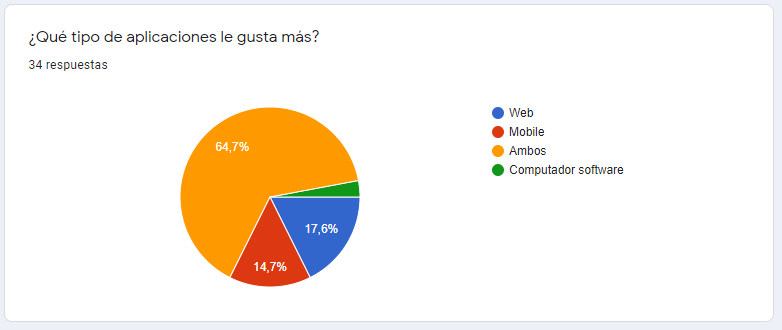 ¿Qué tipo de aplicaciones le gusta más?
34 respuestas
64,7%
17,6%
14,7%
Web
Mobile
Ambos
Computador software